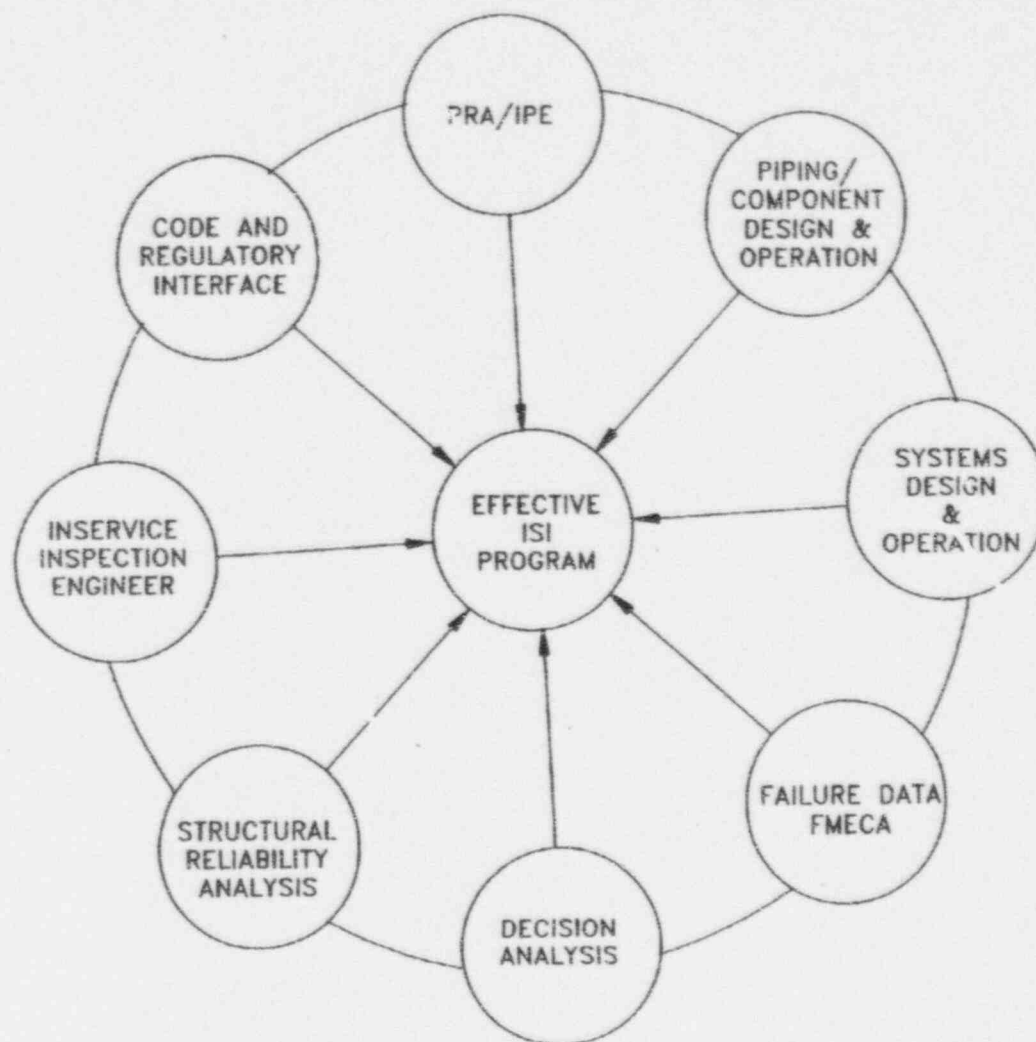 PRA/IPE
PIPING/
COMPONENT
DESIGN &
OPERATION
SYSTEMS
DESIGN
&
OPERATION
FAILURE DATA
FMECA
DECISION
ANALYSIS
STRUCTURAL
RELIABILITY
ANALYSIS
INSERVICE
INSPECTION
ENGINEER
CODE AND
REGULATORY
INTERFACE
EFFECTIVE
ISI
PROGRAM